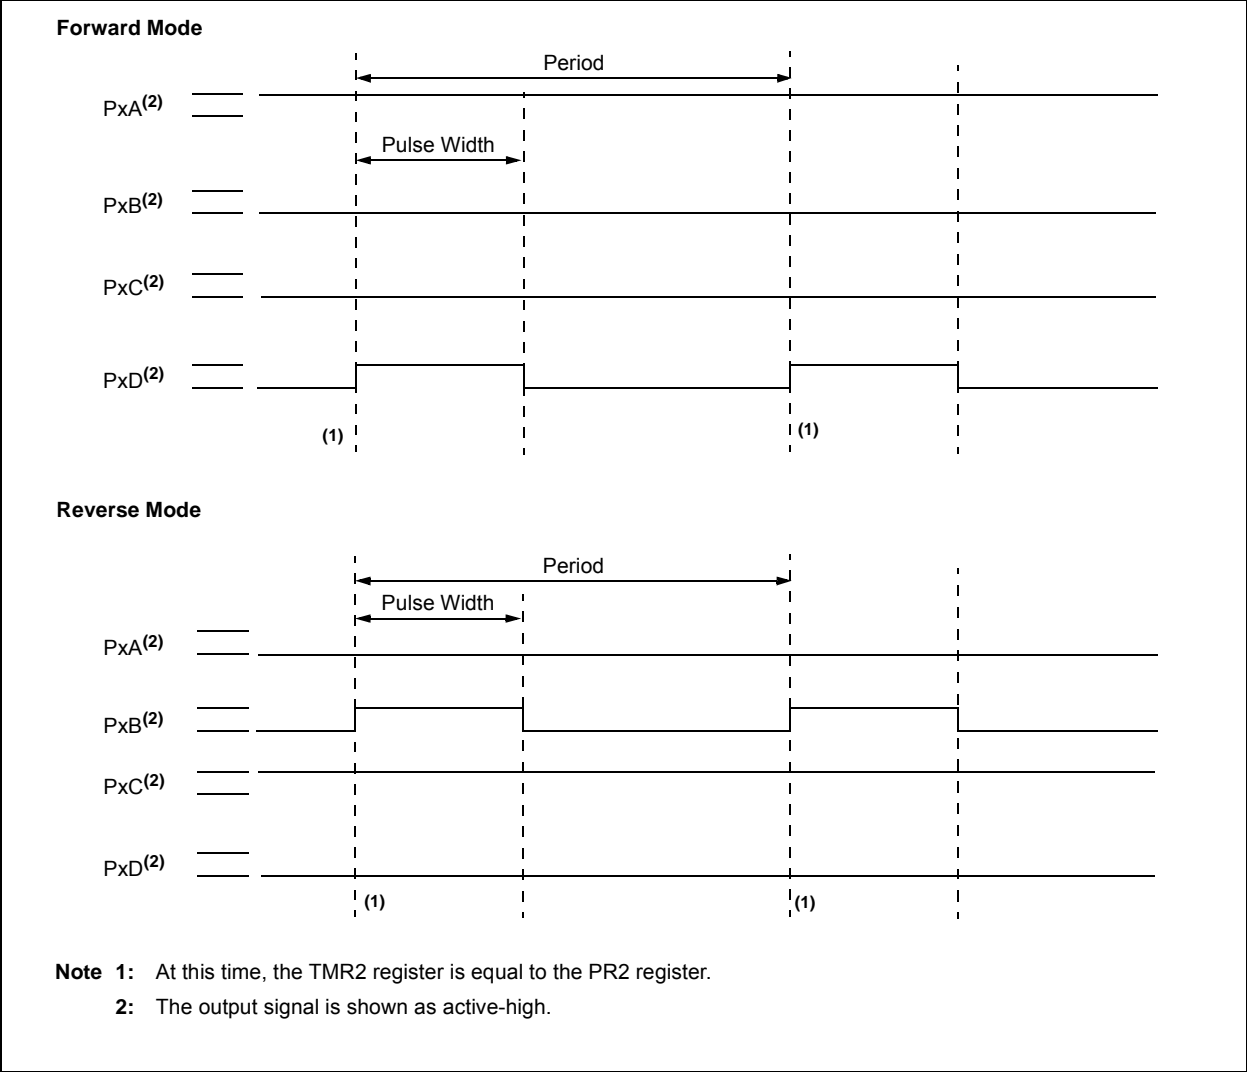 Forward Mode
Period
PxA(2)
Pulse Width
PxB(2)
PxC(2)
PxD(2)
(1)
(1)
Reverse Mode
Period
Pulse Width
PxA(2)
PxB(2)
PxC(2)
PxD(2)
(1)
(1)
Note 1: At this time, the TMR2 register is equal to the PR2 register.
2: The output signal is shown as active-high.